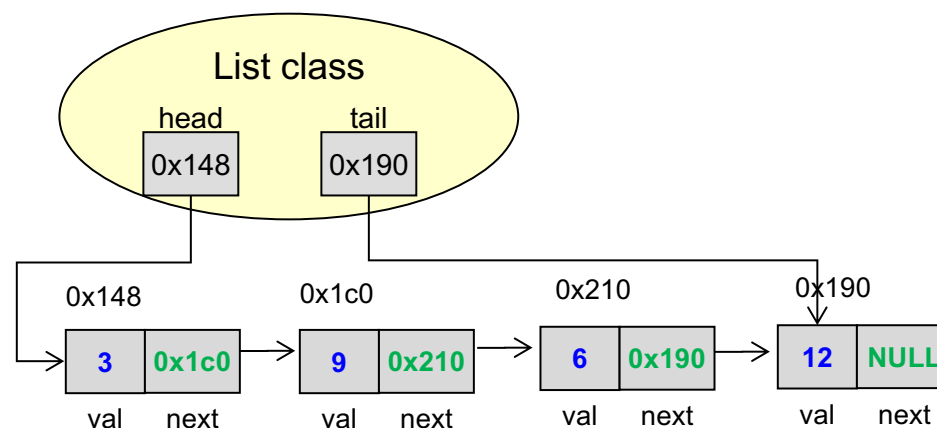 List class
head tail
0x148 0x190
0x148 0x1c0 0x210 0x190
3 0x1c0 9 0x210 6 0x190 12 NULL
val next val next val next val next